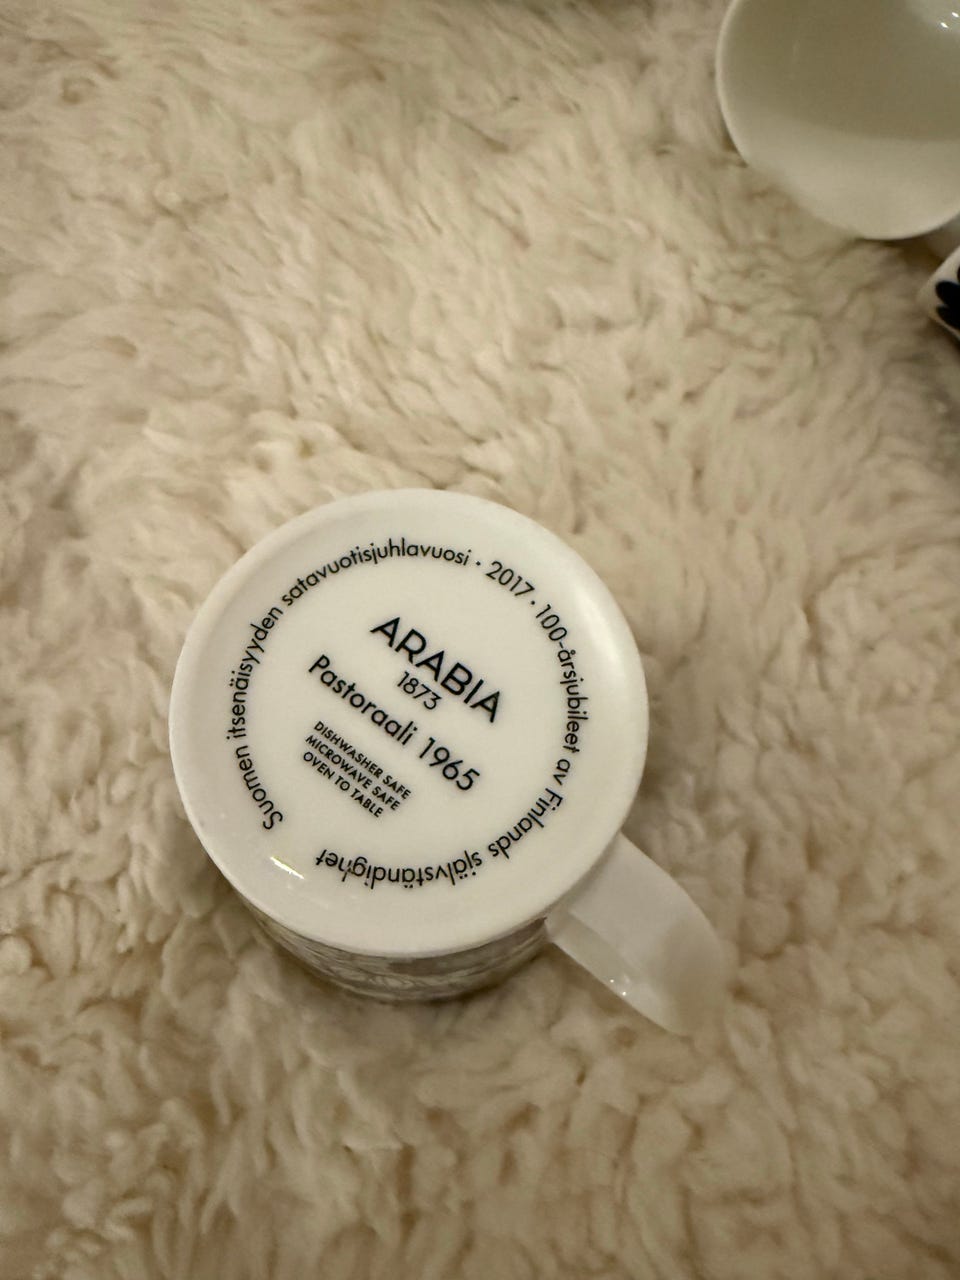 Suomen itsenäisyyden satavuotisjuhlavuosi · 2017 · 100-årsjubileet av Finlands självständighet
ARABIA
1873
Pastoraali 1965
DISHWASHER SAFE
MICROWAVE SAFE
OVEN TO TABLE